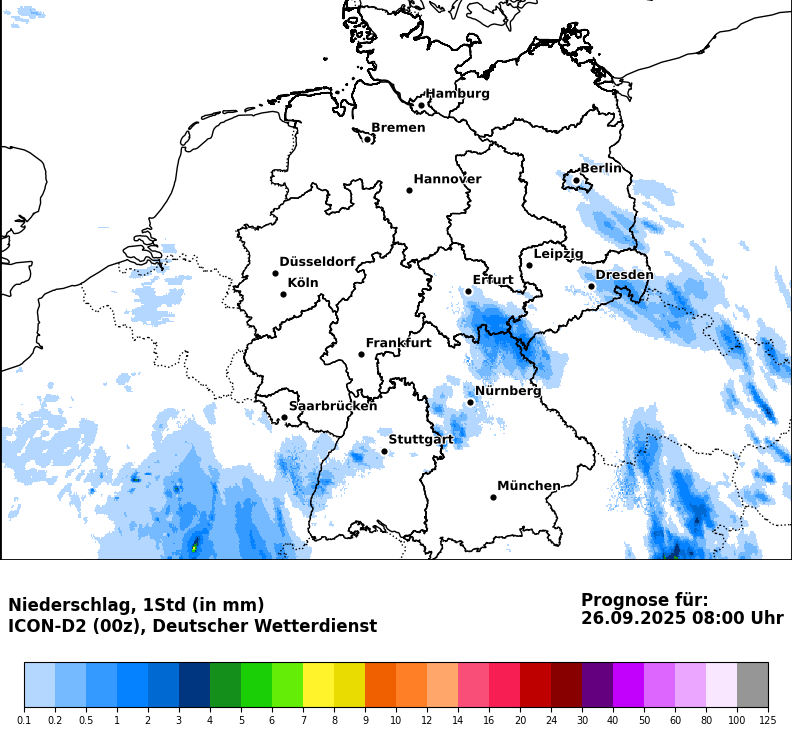 Hamburg
Bremen
Berlin
Hannover
Leipzig
Düsseldorf
Dresden
Köln
Erfurt
Frankfurt
Nürnberg
Saarbrücken
Stuttgart
München
Niederschlag, 1Std (in mm)
ICON-D2 (00z), Deutscher Wetterdienst
Prognose für:
26.09.2025 08:00 Uhr
0.1 0.2 0.5 1 2 3 4 5 6 7 8 9 10 12 14 16 20 24 30 40 50 60 80 100 125